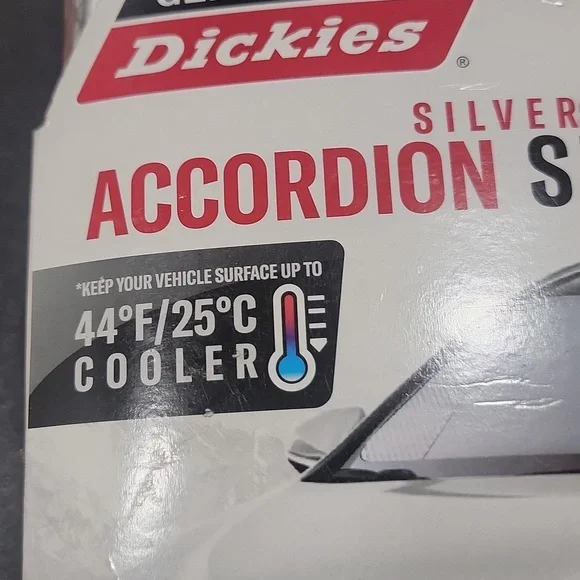 Dickies®
SILVER
ACCORDION
*KEEP YOUR VEHICLE SURFACE UP TO
44°F/25°C
COOLER